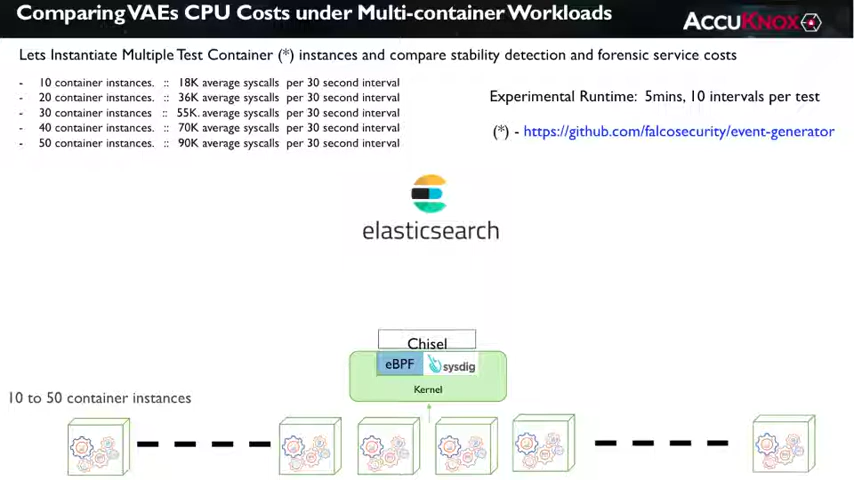 Comparing VAEs CPU Costs under Multi-container Workloads
ACCUKNOX
Lets Instantiate Multiple Test Container (*) instances and compare stability detection and forensic service costs
- 10 container instances. :: 18K average syscalls per 30 second interval
- 20 container instances. :: 36K average syscalls per 30 second interval
- 30 container instances :: 55K. average syscalls per 30 second interval
- 40 container instances. :: 70K average syscalls per 30 second interval
- 50 container instances. :: 90K average syscalls per 30 second interval
Experimental Runtime: 5mins, 10 intervals per test
(*) - https://github.com/falcosecurity/event-generator
elasticsearch
Chisel
eBPF sysdig
Kernel
10 to 50 container instances